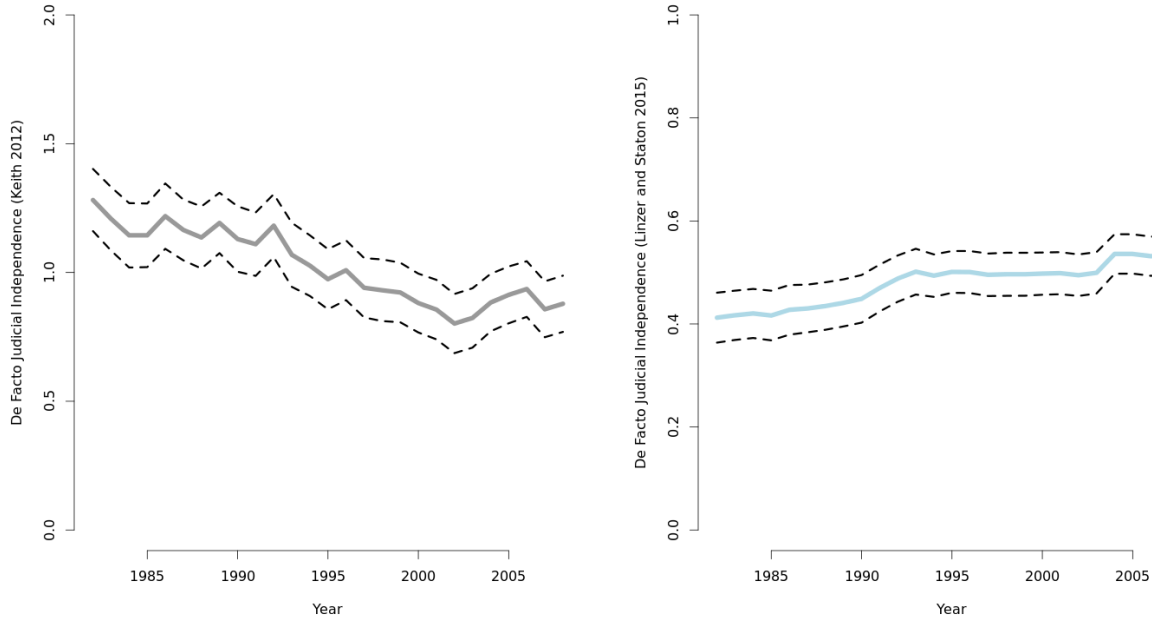 De Facto Judicial Independence (Keith 2012)
2.0
1.5
1.0
0.5
0.0
1985 1990 1995 2000 2005
Year
De Facto Judicial Independence (Linzer and Staton 2015)
1.0
0.8
0.6
0.4
0.2
0.0
1985 1990 1995 2000 2005
Year